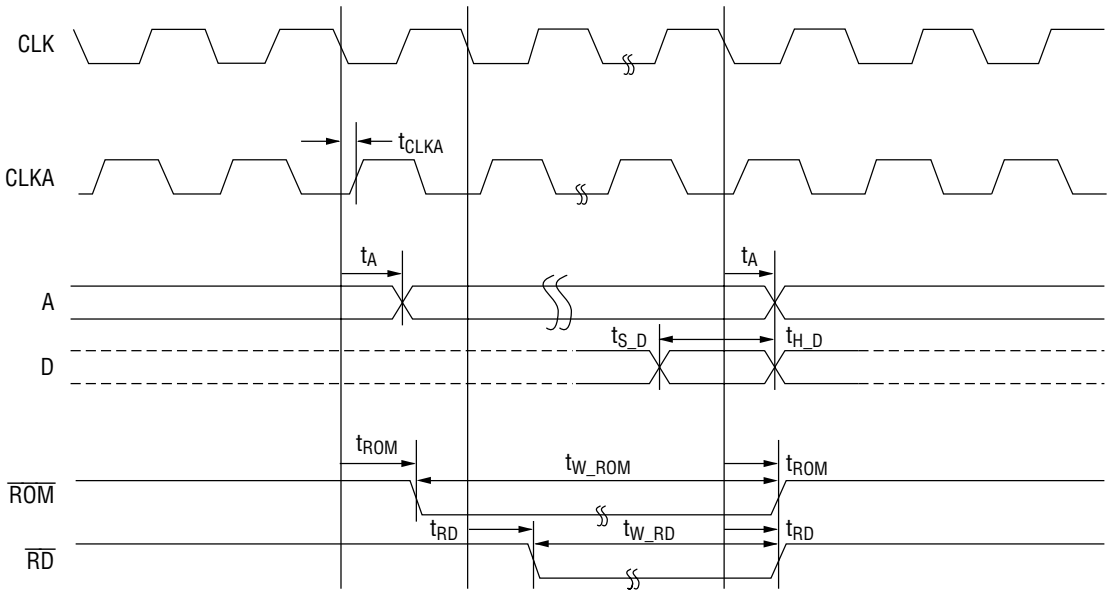 CLK
tCLKA
CLKA
tA tA
A
tS_D tH_D
D
tROM tW_ROM tROM
ROM
tRD tW_RD tRD
RD